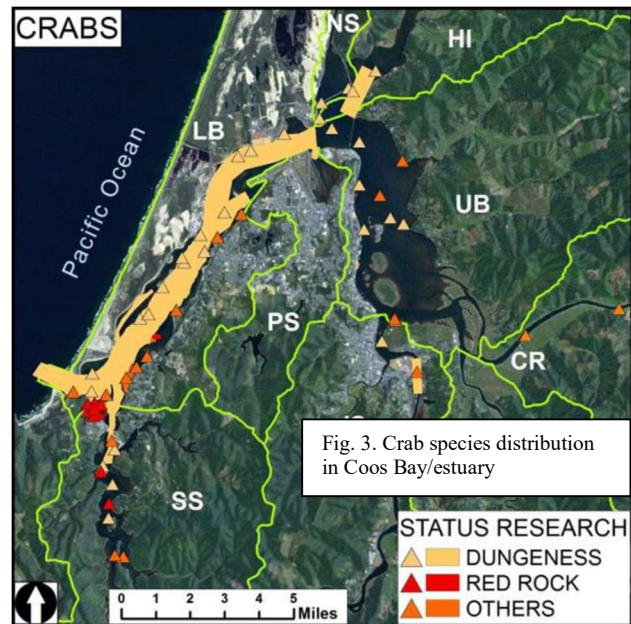 CRABS
NS
HI
LB
Pacific Ocean
UB
PS
CR
Fig. 3. Crab species distribution
in Coos Bay/estuary
SS
STATUS RESEARCH
DUNGENESS
RED ROCK
OTHERS
0 1 2 3 4 5
Miles